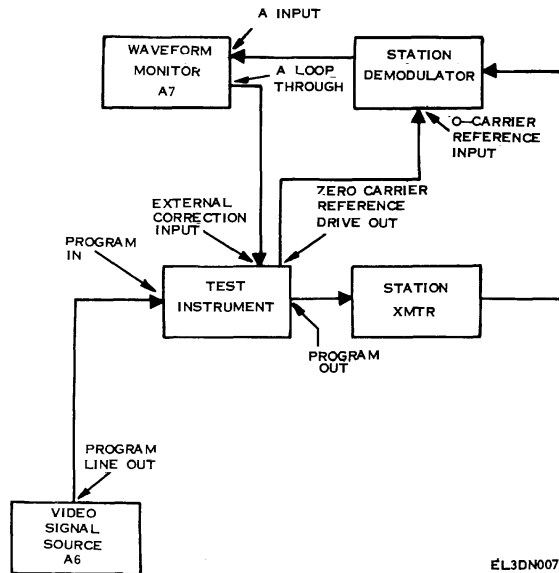 A INPUT
WAVEFORM
MONITOR
A7
A LOOP
THROUGH
STATION
DEMODULATOR
O-CARRIER
REFERENCE
INPUT
EXTERNAL
CORRECTION
INPUT
ZERO CARRIER
REFERENCE
DRIVE OUT
PROGRAM
IN
TEST
INSTRUMENT
STATION
XMTR
PROGRAM
OUT
PROGRAM
LINE OUT
VIDEO
SIGNAL
SOURCE
A6
EL3DN007